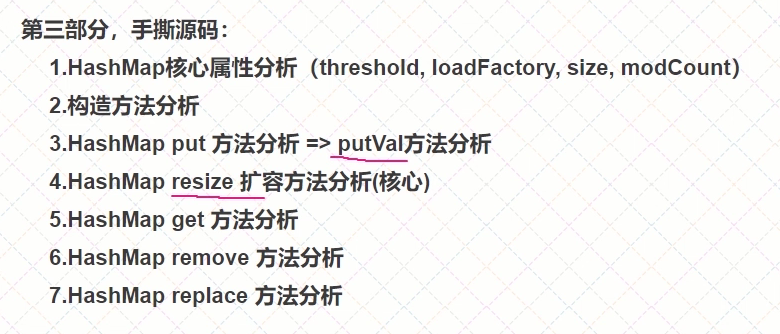 第三部分，手撕源码：
1.HashMap核心属性分析（threshold, loadFactory, size, modCount）
2.构造方法分析
3.HashMap put 方法分析 => putVal方法分析
4.HashMap resize 扩容方法分析(核心)
5.HashMap get 方法分析
6.HashMap remove 方法分析
7.HashMap replace 方法分析